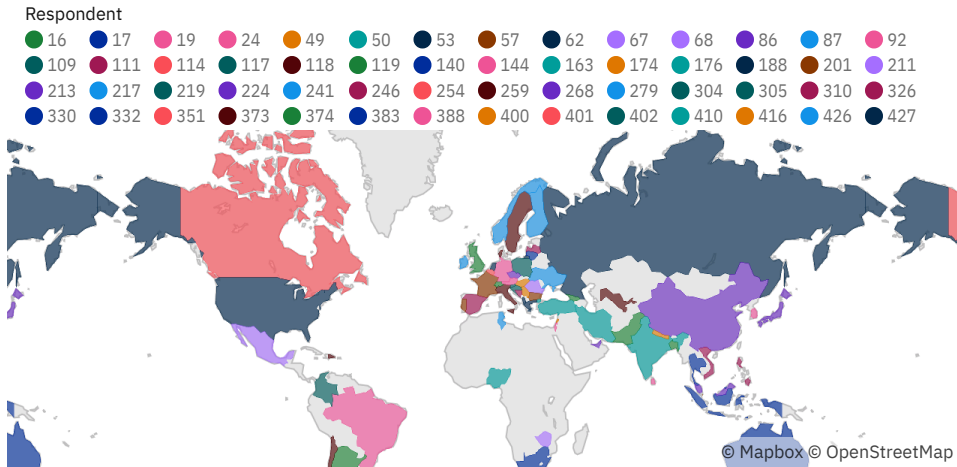 Respondent
16 17 19 24 49 50 53 57 62 67 68 86 87 92
109 111 114 117 118 119 140 144 163 174 176 188 201 211
213 217 219 224 241 246 254 259 268 279 304 305 310 326
330 332 351 373 374 383 388 400 401 402 410 416 426 427
© Mapbox © OpenStreetMap